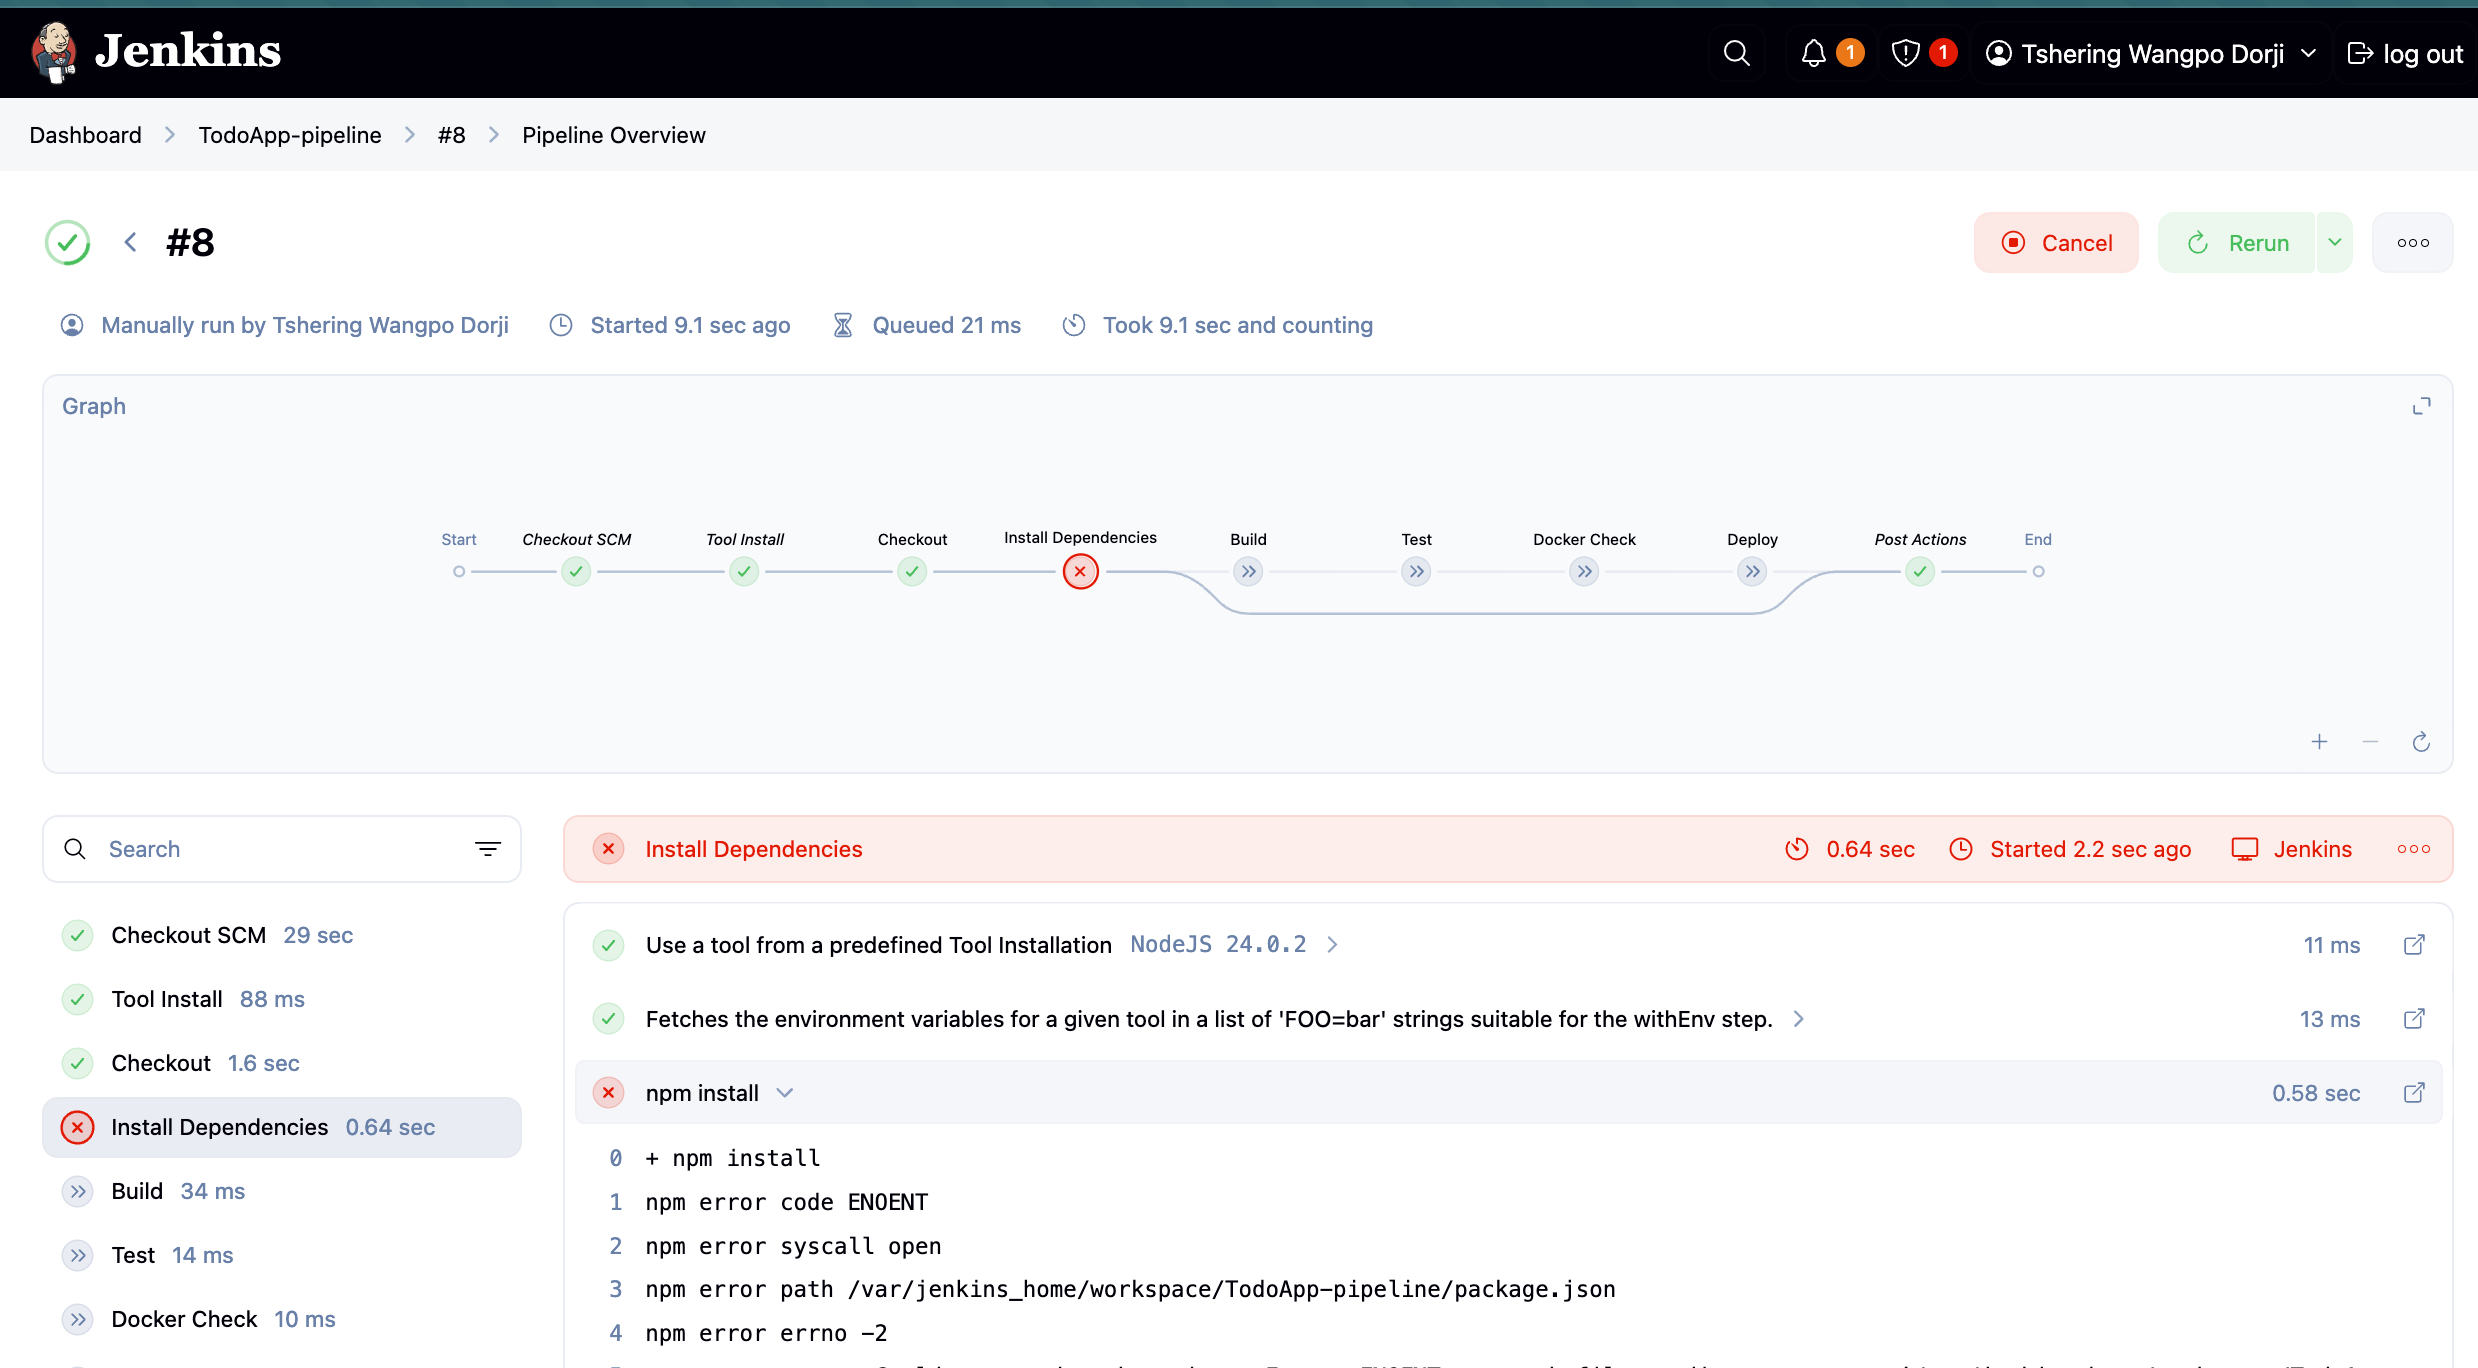 Jenkins
1
1
Tshering Wangpo Dorji
log out
Dashboard
TodoApp-pipeline
#8
Pipeline Overview
#8
Cancel
Rerun
Manually run by Tshering Wangpo Dorji
Started 9.1 sec ago
Queued 21 ms
Took 9.1 sec and counting
Graph
Start
Checkout SCM
Tool Install
Checkout
Install Dependencies
Build
Test
Docker Check
Deploy
Post Actions
End
Search
Checkout SCM 29 sec
Tool Install 88 ms
Checkout 1.6 sec
Install Dependencies 0.64 sec
Build 34 ms
Test 14 ms
Docker Check 10 ms
Install Dependencies
0.64 sec
Started 2.2 sec ago
Jenkins
Use a tool from a predefined Tool Installation NodeJS 24.0.2
11 ms
Fetches the environment variables for a given tool in a list of 'FOO=bar' strings suitable for the withEnv step.
13 ms
npm install
0.58 sec
0 + npm install
1 npm error code ENOENT
2 npm error syscall open
3 npm error path /var/jenkins_home/workspace/TodoApp-pipeline/package.json
4 npm error errno -2